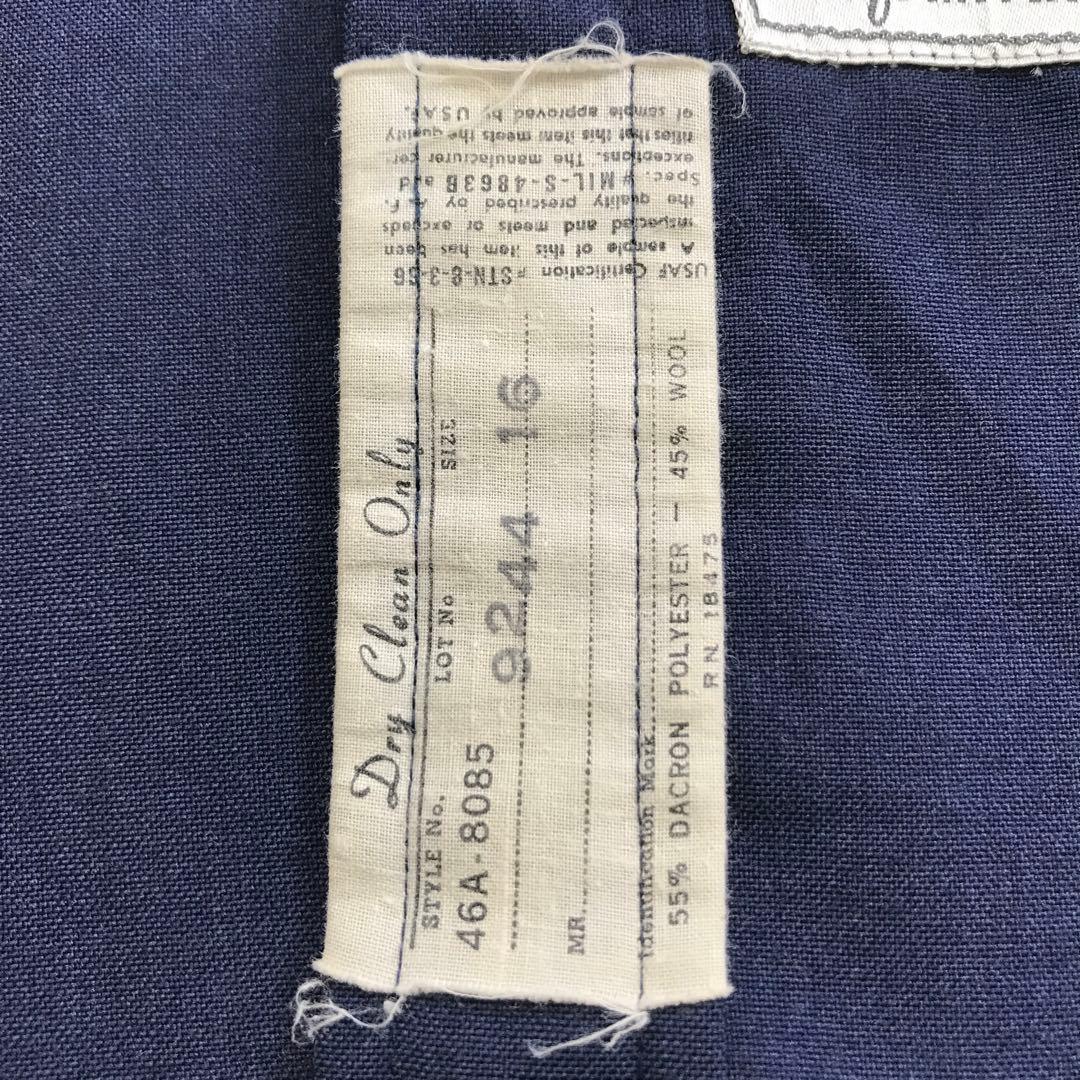 Dry Clean Only
STYLE No. LOT No SIZE
46A-8085 9244 16
MR.
Identification Mark
55% DACRON POLYESTER — 45% WOOL
RN 18475
USAF Certification # STN-8-3-66
A sample of this item has been
inspected and meets or exceeds
the quality prescribed by A. F.
Spec. # MIL-S-4863B and
exceptions. The manufacturer cer-
tifies that this item meets the quality
of sample approved by USAF.